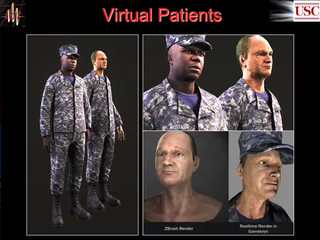 Virtual Patients
USC
ZBrush Render
Realtime Render in
Gamebryo